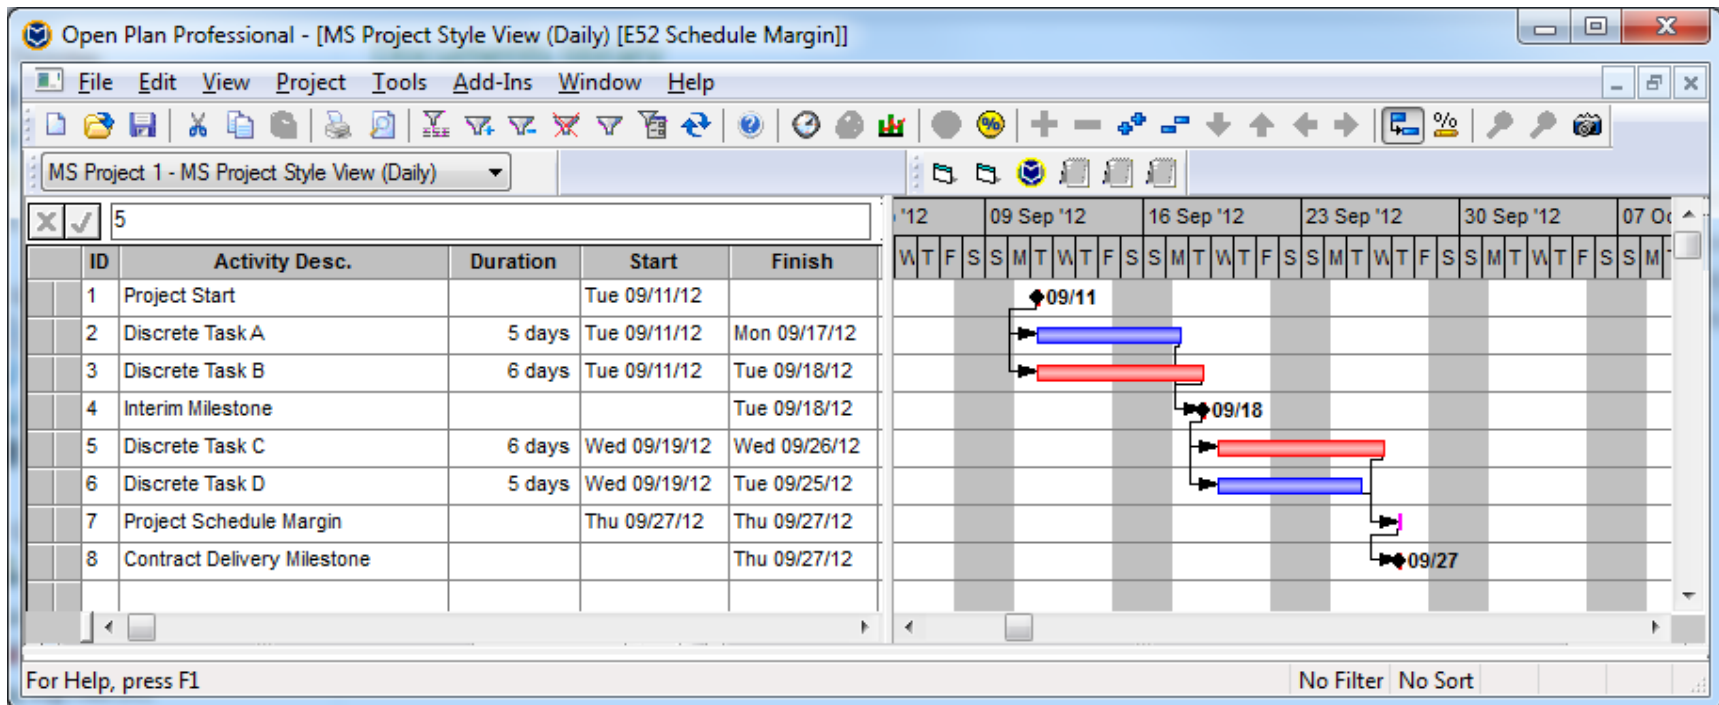 Open Plan Professional - [MS Project Style View (Daily) [E52 Schedule Margin]]
File Edit View Project Tools Add-Ins Window Help
MS Project 1 - MS Project Style View (Daily)
5
'12 09 Sep '12 16 Sep '12 23 Sep '12 30 Sep '12 07 O
W T F S S M T W T F S S M T W T F S S M T W T F S S M T W T F S S M
ID Activity Desc. Duration Start Finish
1 Project Start Tue 09/11/12 09/11
2 Discrete Task A 5 days Tue 09/11/12 Mon 09/17/12
3 Discrete Task B 6 days Tue 09/11/12 Tue 09/18/12
4 Interim Milestone Tue 09/18/12 09/18
5 Discrete Task C 6 days Wed 09/19/12 Wed 09/26/12
6 Discrete Task D 5 days Wed 09/19/12 Tue 09/25/12
7 Project Schedule Margin Thu 09/27/12 Thu 09/27/12
8 Contract Delivery Milestone Thu 09/27/12 09/27
For Help, press F1 No Filter No Sort